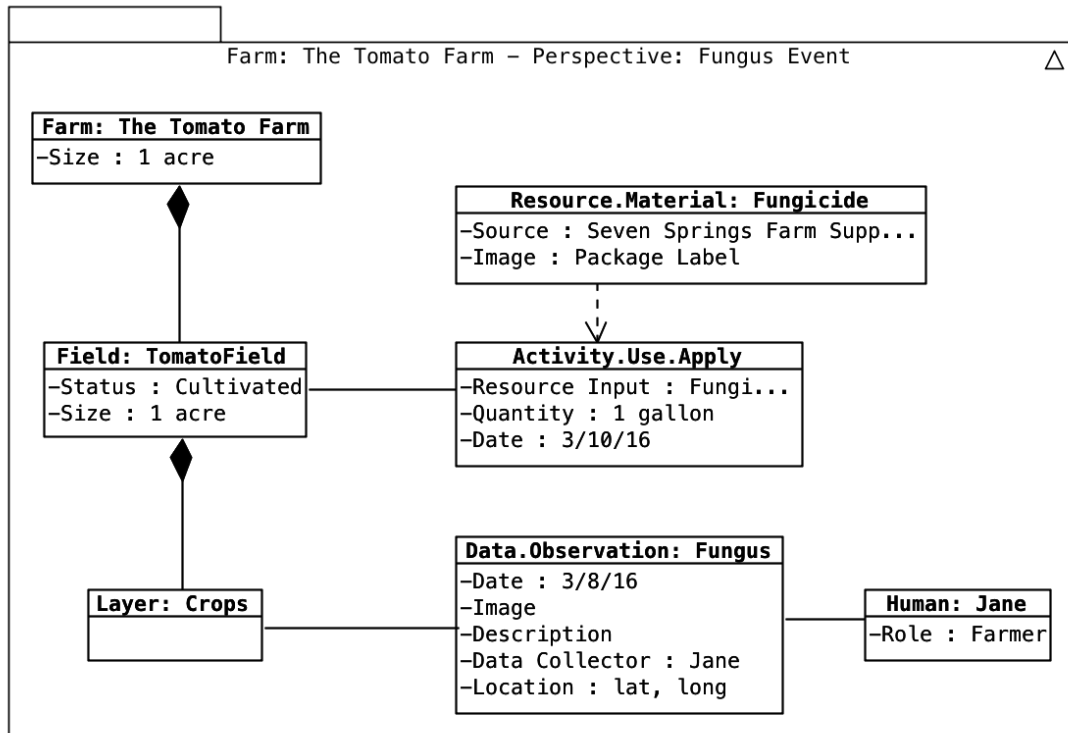 Farm: The Tomato Farm – Perspective: Fungus Event
Farm: The Tomato Farm
–Size : 1 acre
Resource.Material: Fungicide
–Source : Seven Springs Farm Supp...
–Image : Package Label
Field: TomatoField
–Status : Cultivated
–Size : 1 acre
Activity.Use.Apply
–Resource Input : Fungi...
–Quantity : 1 gallon
–Date : 3/10/16
Layer: Crops
Data.Observation: Fungus
–Date : 3/8/16
–Image
–Description
–Data Collector : Jane
–Location : lat, long
Human: Jane
–Role : Farmer